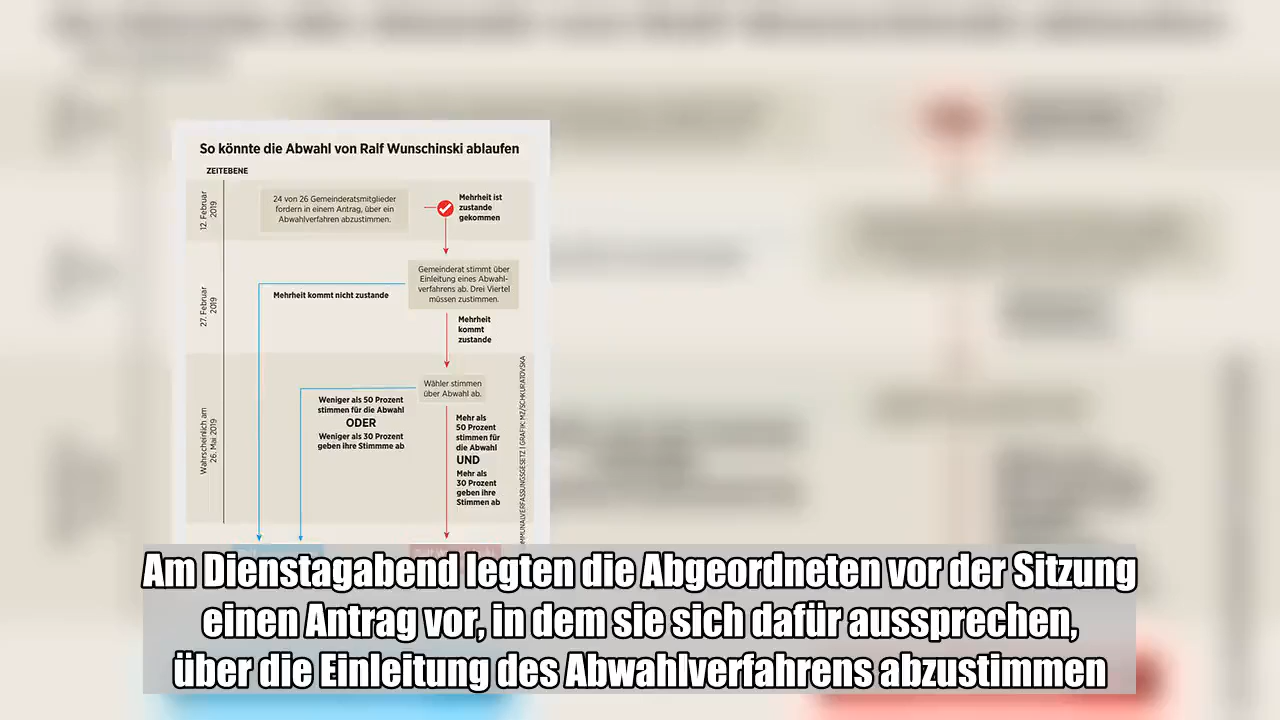 So könnte die Abwahl von Ralf Wunschinski ablaufen
ZEITEBENE
12. Februar
2019
24 von 26 Gemeinderatsmitglieder
fordern in einem Antrag, über ein
Abwahlverfahren abzustimmen.
Mehrheit ist
zustande
gekommen
27. Februar
2019
Gemeinderat stimmt über
Einleitung eines Abwahl-
verfahrens ab. Drei Viertel
müssen zustimmen.
Mehrheit kommt nicht zustande
Mehrheit
kommt
zustande
Wahrscheinlich am
26. Mai 2019
Wähler stimmen
über Abwahl ab.
Weniger als 50 Prozent
stimmen für die Abwahl
ODER
Weniger als 30 Prozent
geben ihre Stimmme ab
Mehr als
50 Prozent
stimmen für
die Abwahl
UND
Mehr als
30 Prozent
geben ihre
Stimmen ab
MMUNALVERFASSUNGSGESETZ | GRAFIK: MZ/SCHKURATOVSKA
Am Dienstagabend legten die Abgeordneten vor der Sitzung
einen Antrag vor, in dem sie sich dafür aussprechen,
über die Einleitung des Abwahlverfahrens abzustimmen